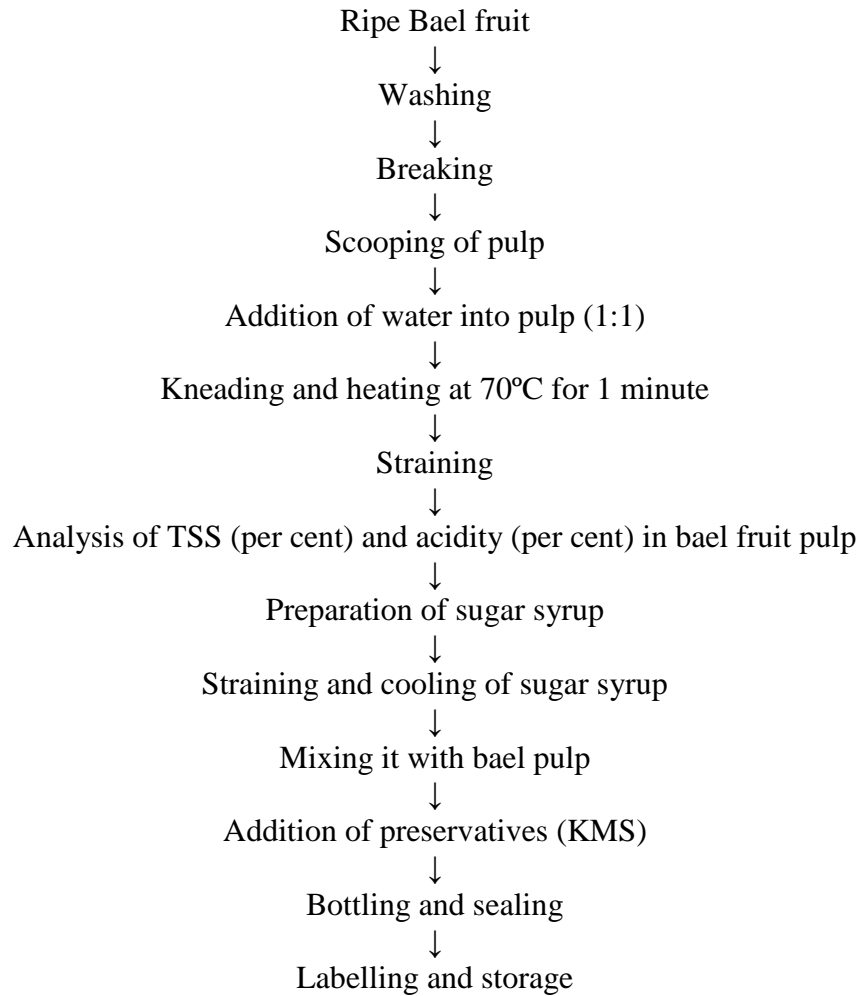 Ripe Bael fruit
↓
Washing
↓
Breaking
↓
Scooping of pulp
↓
Addition of water into pulp (1:1)
↓
Kneading and heating at 70ºC for 1 minute
↓
Straining
↓
Analysis of TSS (per cent) and acidity (per cent) in bael fruit pulp
↓
Preparation of sugar syrup
↓
Straining and cooling of sugar syrup
↓
Mixing it with bael pulp
↓
Addition of preservatives (KMS)
↓
Bottling and sealing
↓
Labelling and storage